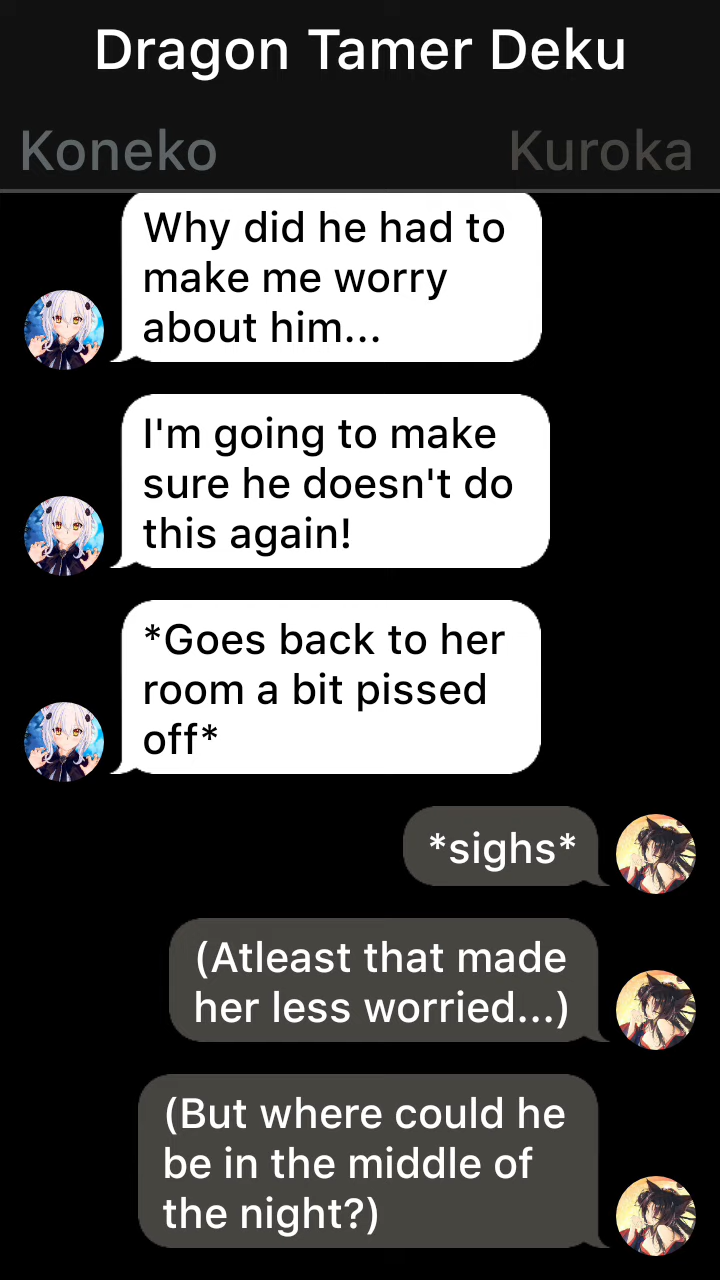 Dragon Tamer Deku
Koneko
Kuroka
Why did he had to
make me worry
about him...
I'm going to make
sure he doesn't do
this again!
*Goes back to her
room a bit pissed
off*
*sighs*
(Atleast that made
her less worried...)
(But where could he
be in the middle of
the night?)